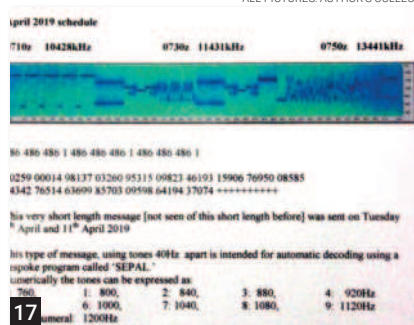 ALL PICTURES: AUTHOR'S COLLEC
pril 2019 schedule
710z 10428kHz 0730z 11431kHz 0750z 13441kHz
86 486 486 1 486 486 486 1 486 486 486 1
0259 00014 98137 03260 95315 09823 46193 15906 76950 08585
4342 76514 63699 85703 09598 64194 37074 ++++++++++
his very short length message [not seen of this short length before] was sent on Tuesday
April and 11th April 2019
his type of message, using tones 40Hz apart is intended for automatic decoding using a
espoke program called 'SEPAL.'
umerically the tones can be expressed as
760, 1: 800, 2: 840, 3: 880, 4: 920Hz
6: 1000, 7: 1040, 8: 1080, 9: 1120Hz
umeral: 1200Hz
17